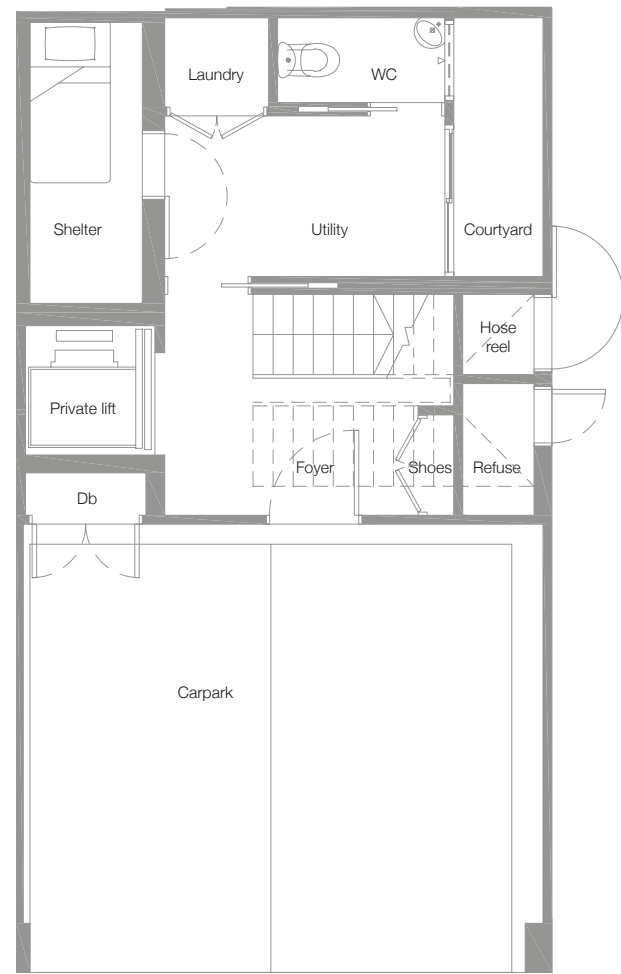 Laundry
WC
Shelter
Utility
Courtyard
Hose
reel
Private lift
Foyer
Shoes
Refuse
Db
Carpark